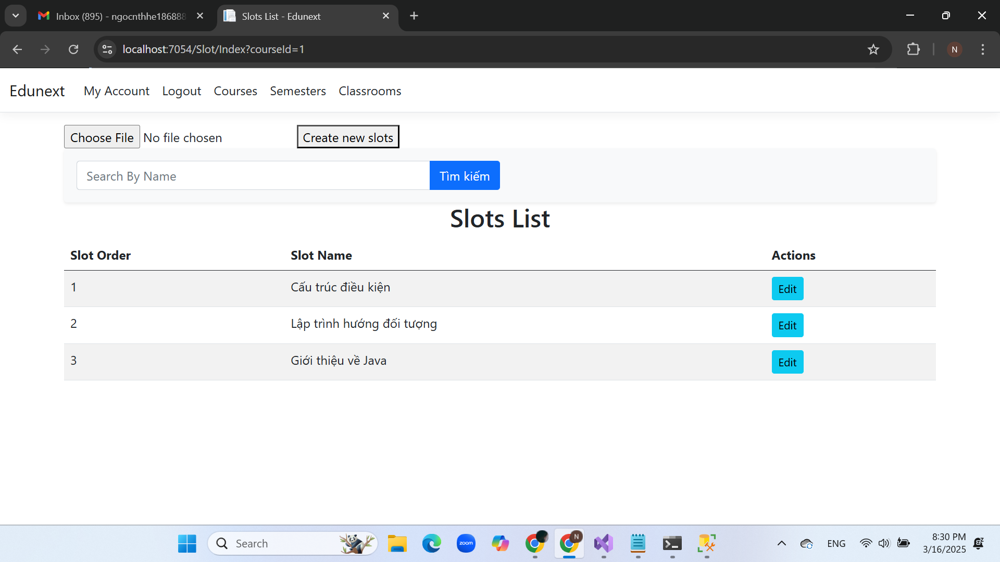 Inbox (895) - ngocnthhe186888
Slots List - Edunext
localhost:7054/Slot/Index?courseId=1
N
Edunext My Account Logout Courses Semesters Classrooms
Choose File No file chosen Create new slots
Search By Name Tìm kiếm
Slots List
Slot Order Slot Name Actions
1 Cấu trúc điều kiện Edit
2 Lập trình hướng đối tượng Edit
3 Giới thiệu về Java Edit
Search
zoom
N
ENG
8:30 PM
3/16/2025